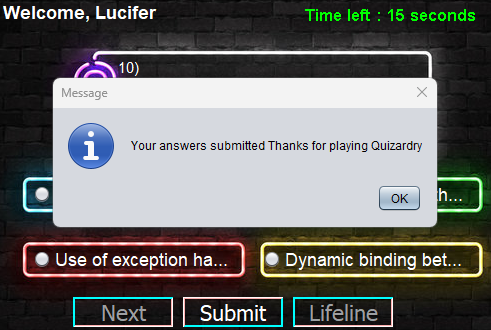 Welcome, Lucifer
Time left : 15 seconds
10)
Message
Your answers submitted Thanks for playing Quizardry
OK
h...
Use of exception ha...
Dynamic binding bet...
Next
Submit
Lifeline